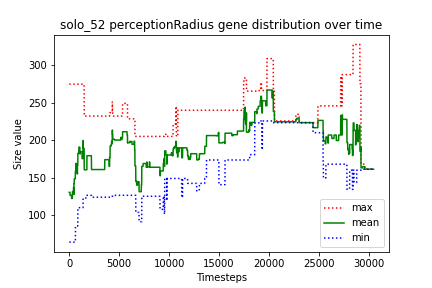 solo_52 perceptionRadius gene distribution over time
Size value
300
250
200
150
100
0
5000
10000
15000
20000
25000
30000
Timesteps
max
mean
min